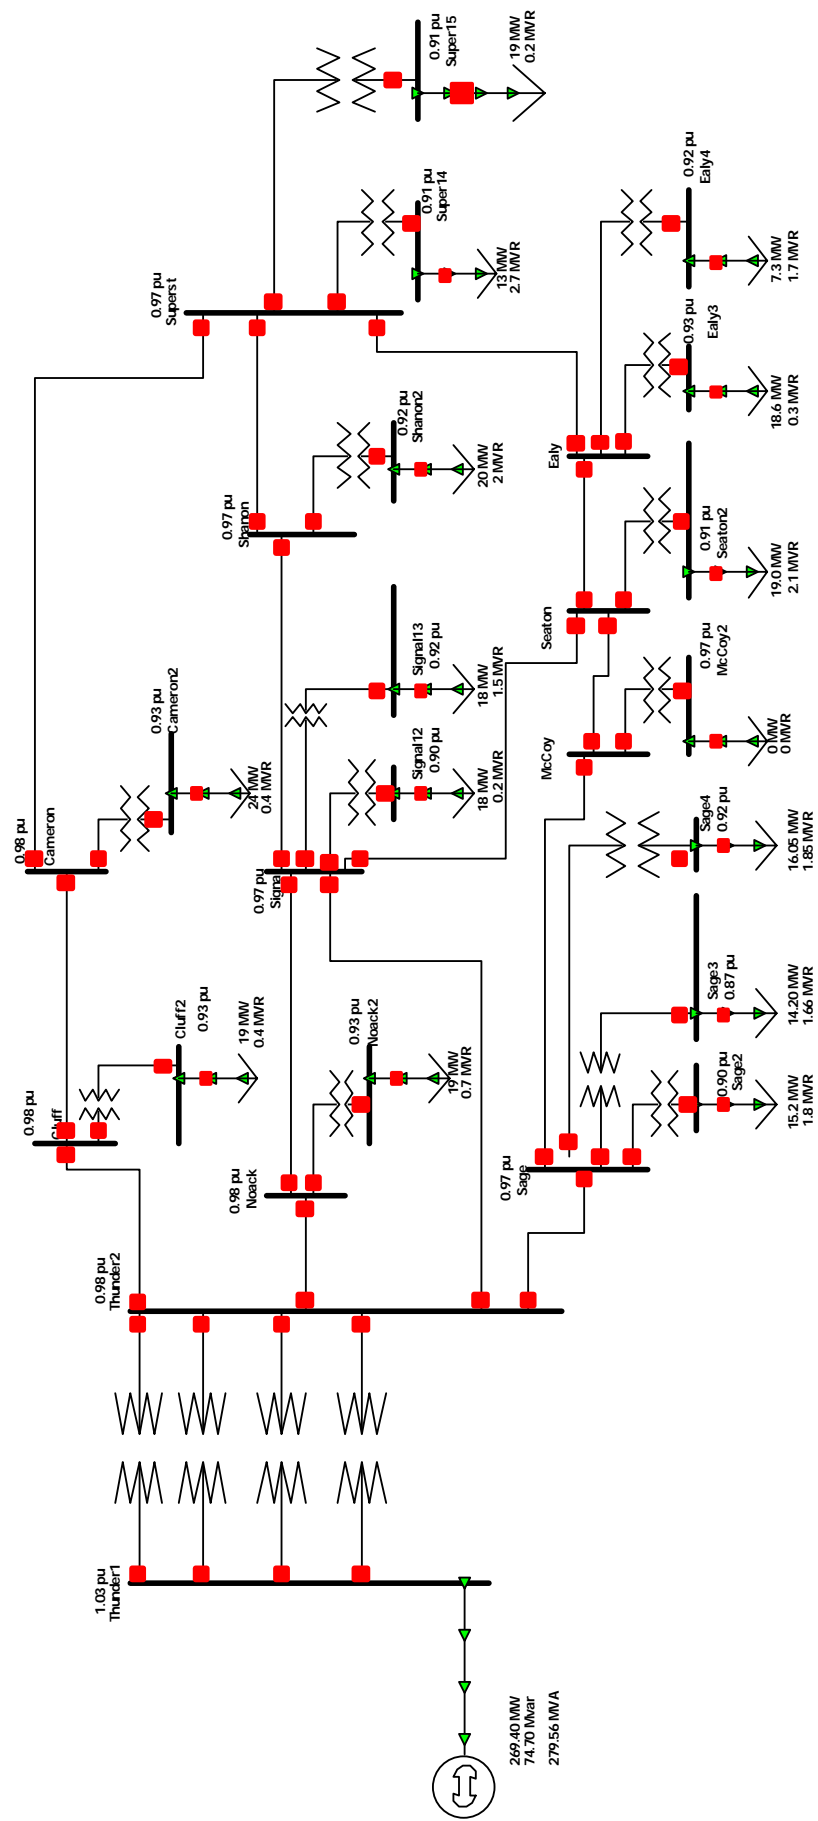 0.91 pu
Super15
19 MW
0.2 MVR
0.91 pu
Super14
13 MW
2.7 MVR
0.92 pu
Ealy4
7.3 MW
1.7 MVR
0.97 pu
Superst
0.93 pu
Ealy3
18.6 MW
0.3 MVR
0.92 pu
Shanon2
20 MW
2 MVR
Ealy
0.97 pu
Shanon
0.91 pu
Seaton2
19.0 MW
2.1 MVR
Seaton
Signal13
0.92 pu
18 MW
1.5 MVR
0.97 pu
McCoy2
0 MW
0 MVR
McCoy
0.93 pu
Cameron2
24 MW
0.4 MVR
Signal12
0.90 pu
18 MW
0.2 MVR
0.98 pu
Cameron
0.97 pu
Signal
Sage4
0.92 pu
16.05 MW
1.85 MVR
Cluff2
0.93 pu
19 MW
0.4 MVR
0.93 pu
Noack2
19 MW
0.7 MVR
Sage3
0.87 pu
14.20 MW
1.66 MVR
0.90 pu
Sage2
15.2 MW
1.8 MVR
0.98 pu
Cluff
0.98 pu
Noack
0.97 pu
Sage
0.98 pu
Thunder2
1.03 pu
Thunder1
269.40 MW
74.70 Mvar
279.56 MVA